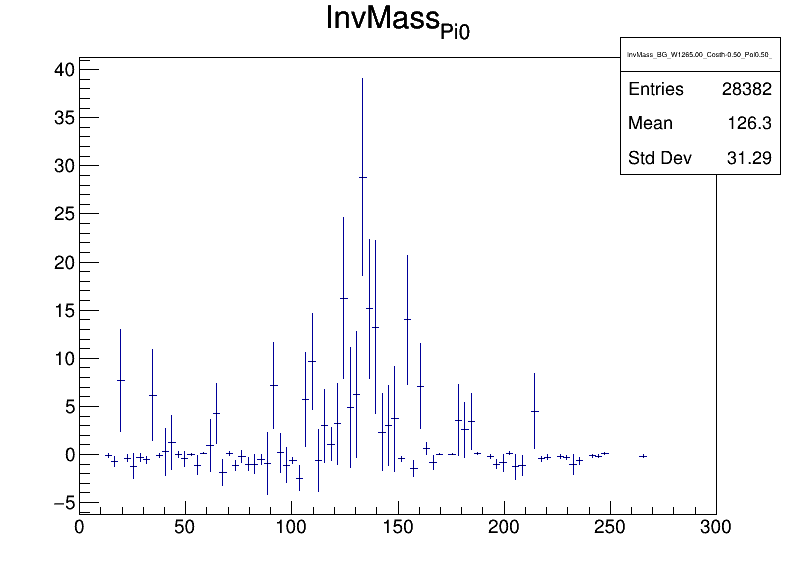 InvMass_Pi0
InvMass_BG_W1265.00_Costh-0.50_Pol0.50_
Entries 28382
Mean 126.3
Std Dev 31.29
40
35
30
25
20
15
10
5
0
−5
0 50 100 150 200 250 300